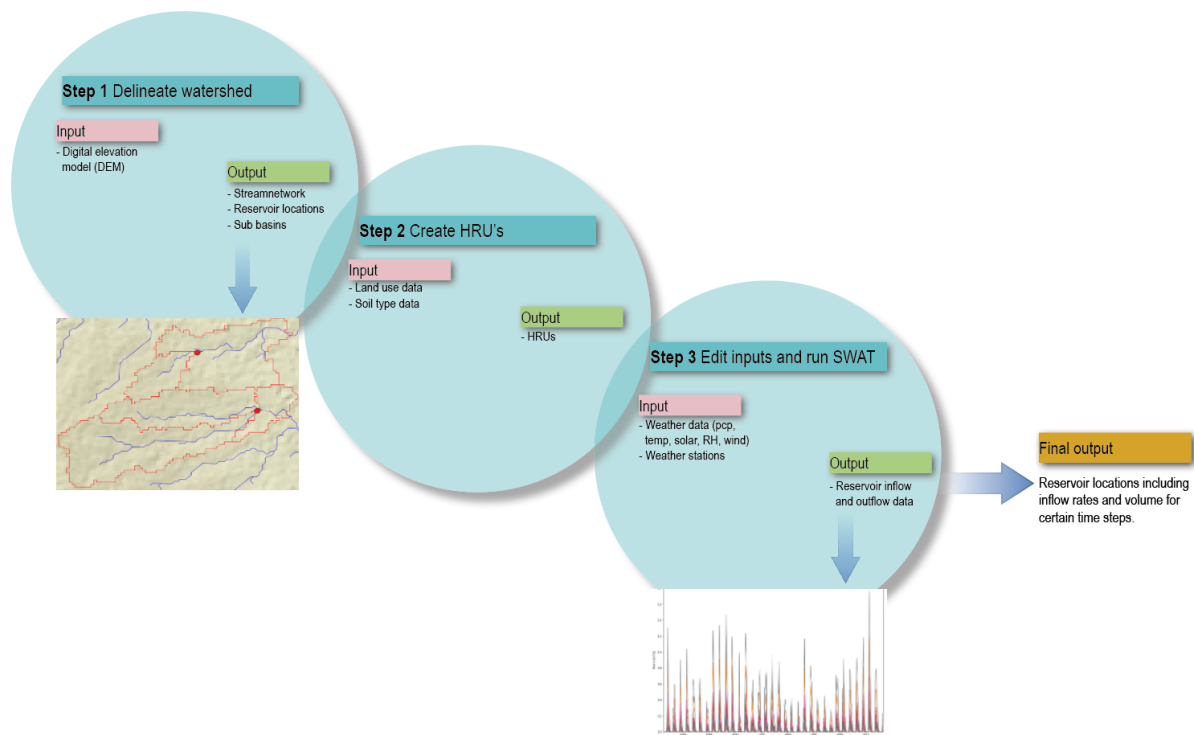 Step 1 Delineate watershed
Input
- Digital elevation
model (DEM)
Output
- Streamnetwork
- Reservoir locations
- Sub basins
Step 2 Create HRU's
Input
- Land use data
- Soil type data
Output
- HRUs
Step 3 Edit inputs and run SWAT
Input
- Weather data (pcp,
temp, solar, RH, wind)
- Weather stations
Output
- Reservoir inflow
and outflow data
Final output
Reservoir locations including
inflow rates and volume for
certain time steps.